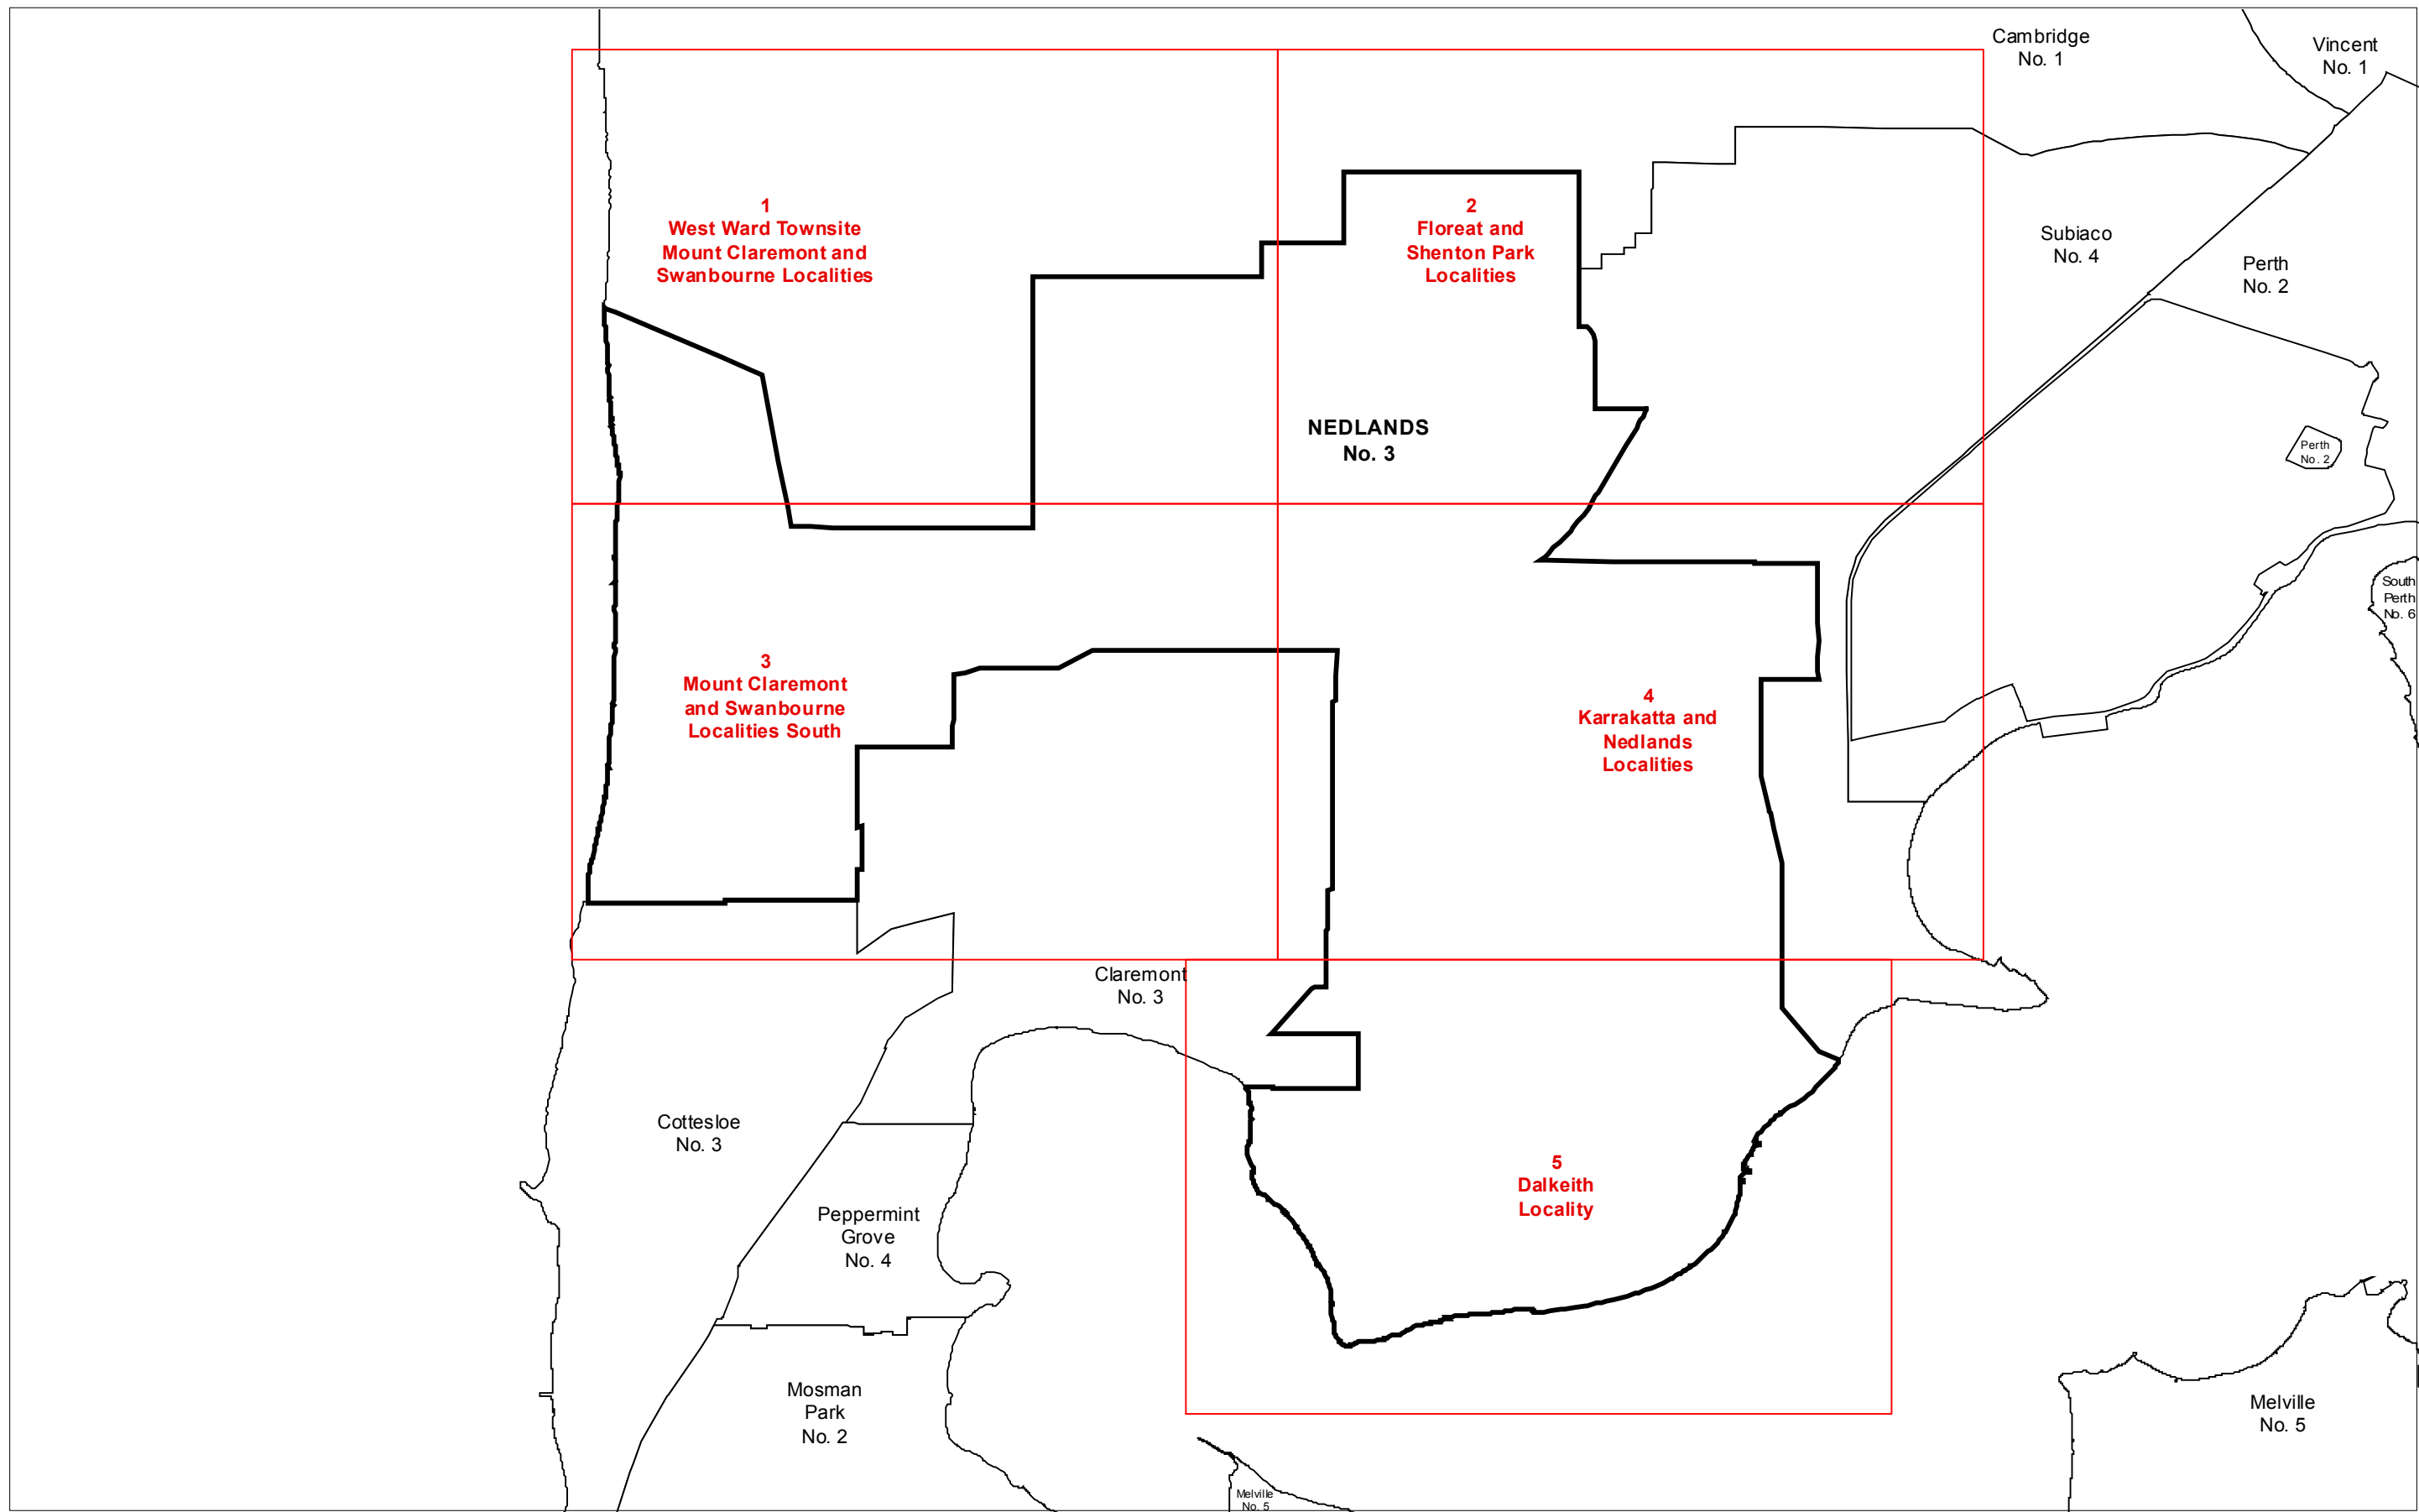 Cambridge
No. 1
Vincent
No. 1
1
West Ward Townsite
Mount Claremont and
Swanbourne Localities
2
Floreat and
Shenton Park
Localities
Subiaco
No. 4
Perth
No. 2
NEDLANDS
No. 3
Perth
No. 2
South
Perth
No. 6
3
Mount Claremont
and Swanbourne
Localities South
4
Karrakatta and
Nedlands
Localities
Claremont
No. 3
Cottesloe
No. 3
5
Dalkeith
Locality
Peppermint
Grove
No. 4
Mosman
Park
No. 2
Melville
No. 5
Melville
No. 5